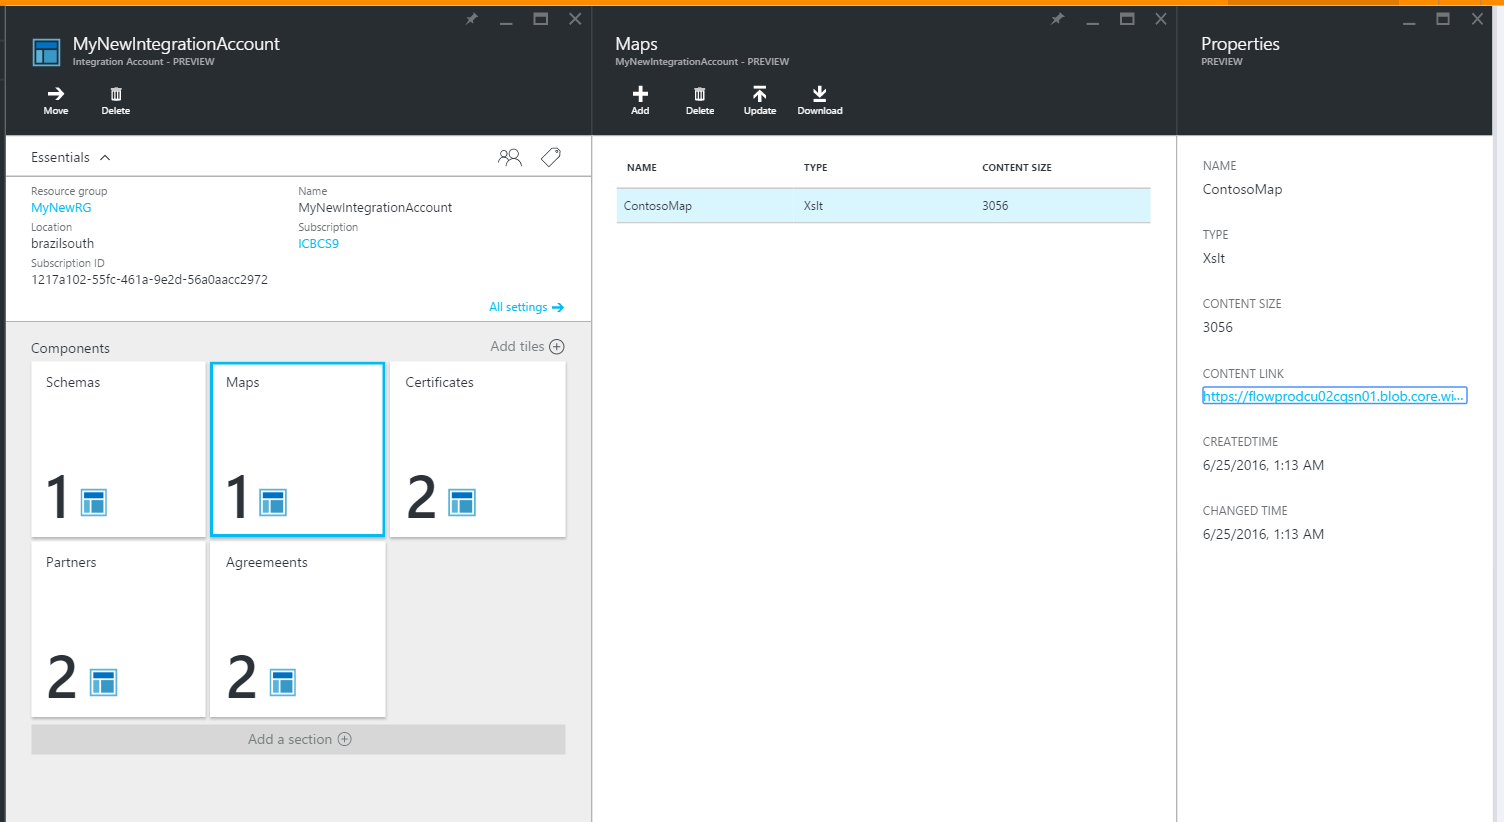 MyNewIntegrationAccount
Integration Account - PREVIEW
Move
Delete
Essentials
Resource group
MyNewRG
Location
brazilsouth
Subscription ID
1217a102-55fc-461a-9e2d-56a0aacc2972
Name
MyNewIntegrationAccount
Subscription
ICBCS9
All settings
Components
Add tiles
Schemas
1
Maps
1
Certificates
2
Partners
2
Agreemeents
2
Add a section
Maps
MyNewIntegrationAccount - PREVIEW
Add
Delete
Update
Download
NAME TYPE CONTENT SIZE
ContosoMap Xslt 3056
Properties
PREVIEW
NAME
ContosoMap
TYPE
Xslt
CONTENT SIZE
3056
CONTENT LINK
https://flowprodcu02cqsn01.blob.core.wi...
CREATEDTIME
6/25/2016, 1:13 AM
CHANGED TIME
6/25/2016, 1:13 AM